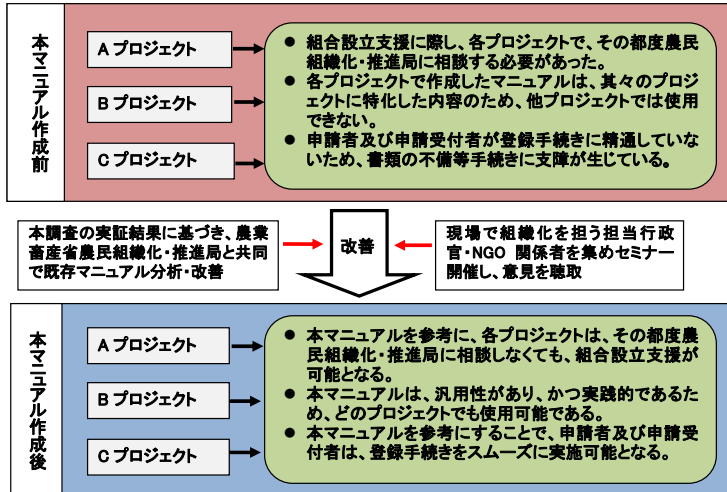 本マニュアル作成前
A プロジェクト
B プロジェクト
C プロジェクト
● 組合設立支援に際し、各プロジェクトで、その都度農民
組織化・推進局に相談する必要があった。
● 各プロジェクトで作成したマニュアルは、其々のプロジ
ェクトに特化した内容のため、他プロジェクトでは使用
できない。
● 申請者及び申請受付者が登録手続きに精通していな
いため、書類の不備等手続きに支障が生じている。
本調査の実証結果に基づき、農業
畜産省農民組織化・推進局と共同
で既存マニュアル分析・改善
改善
現場で組織化を担う担当行政
官・NGO 関係者を集めセミナー
開催し、意見を聴取
本マニュアル作成後
A プロジェクト
B プロジェクト
C プロジェクト
● 本マニュアルを参考に、各プロジェクトは、その都度農
民組織化・推進局に相談しなくても、組合設立支援が
可能となる。
● 本マニュアルは、汎用性があり、かつ実践的であるた
め、どのプロジェクトでも使用可能である。
● 本マニュアルを参考にすることで、申請者及び申請受
付者は、登録手続きをスムーズに実施可能となる。